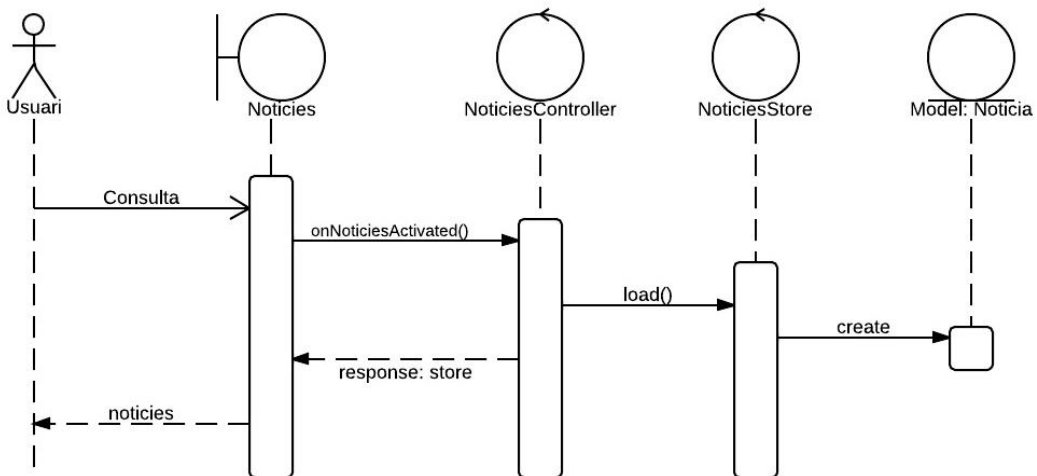 Usuari
Noticies
NoticiesController
NoticiesStore
Model: Noticia
Consulta
onNoticiesActivated()
load()
create
response: store
noticies